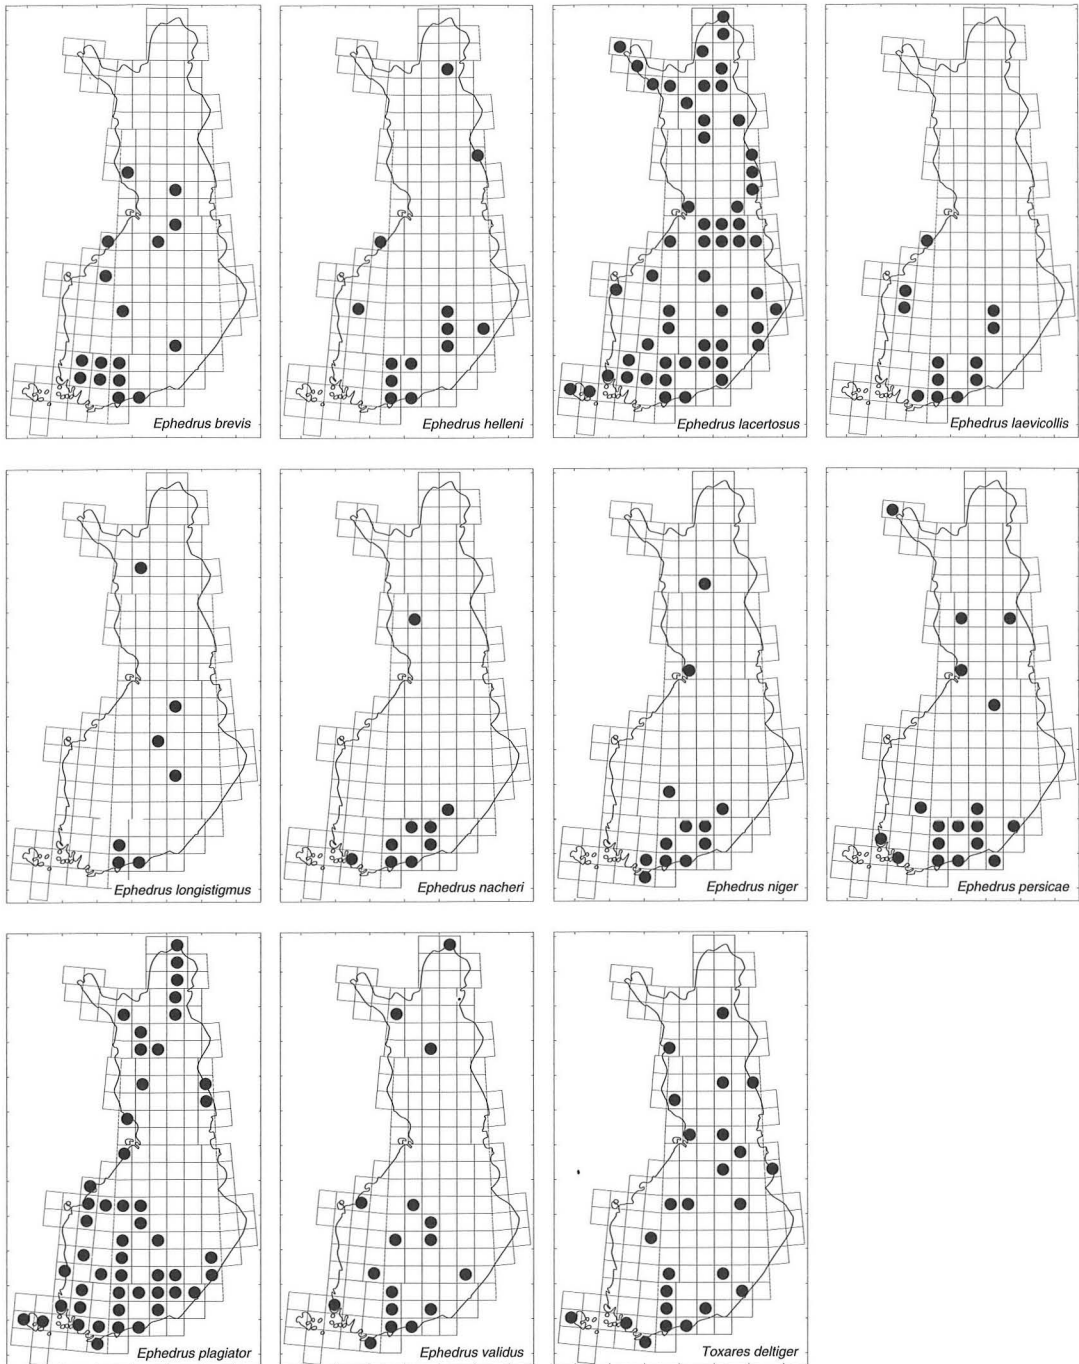 Ephedrus brevis
Ephedrus helleni
Ephedrus lacertosus
Ephedrus laevicollis
Ephedrus longistigmus
Ephedrus nacheri
Ephedrus niger
Ephedrus persicae
Ephedrus plagiator
Ephedrus validus
Toxares deltiger